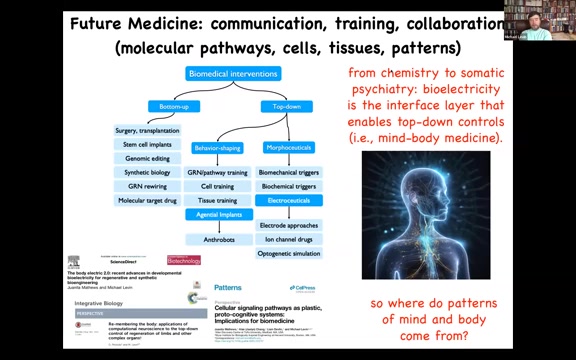 Future Medicine: communication, training, collaboration
(molecular pathways, cells, tissues, patterns)
Michael Levin
Biomedical interventions
Bottom-up
Top-down
Surgery, transplantation
Stem cell implants
Genomic editing
Synthetic biology
GRN rewiring
Molecular target drug
Behavior-shaping
GRN/pathway training
Cell training
Tissue training
Agential Implants
Anthrobots
Morphoceuticals
Biomechanical triggers
Biochemical triggers
Electroceuticals
Electrode approaches
Ion channel drugs
Optogenetic simulation
from chemistry to somatic
psychiatry: bioelectricity
is the interface layer that
enables top-down controls
(i.e., mind-body medicine).
so where do patterns
of mind and body
come from?
ScienceDirect
Biotechnology
The body electric 2.0: recent advances in developmental
bioelectricity for regenerative and synthetic
bioengineering
Juanita Mathews and Michael Levin
Integrative Biology
PERSPECTIVE
Re-membering the body: applications of
computational neuroscience to the top-down
control of regeneration of limbs and other
complex organs
Patterns
CellPress
Perspective
Cellular signaling pathways as plastic,
proto-cognitive systems:
Implications for biomedicine